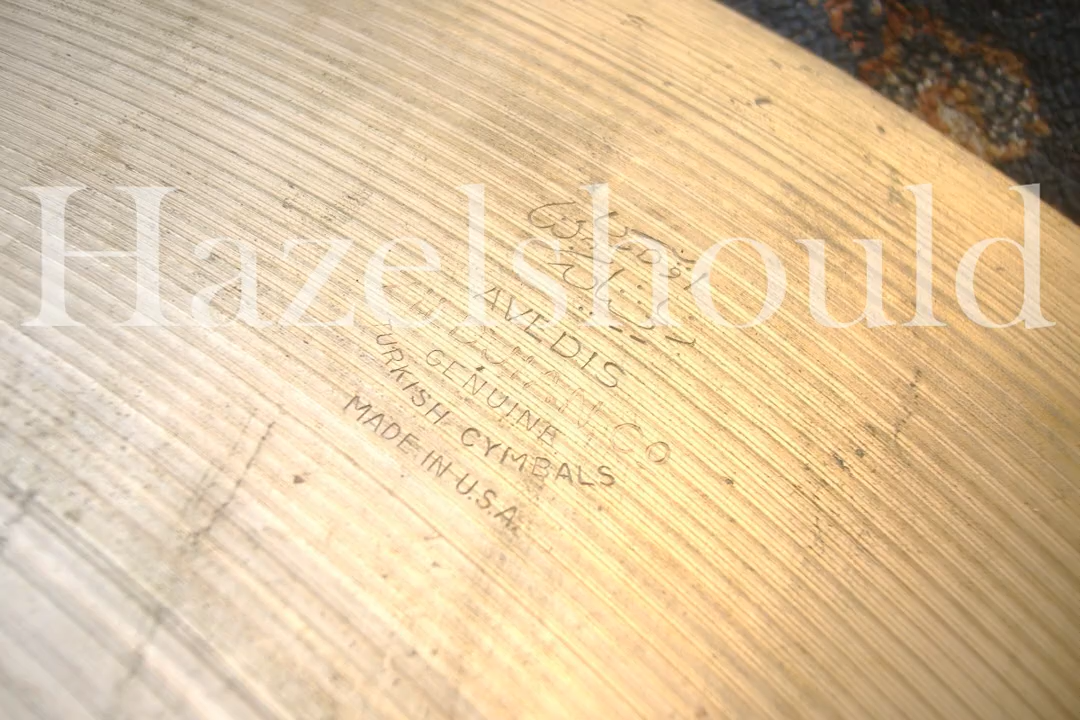 Hazelshould
AVEDIS
ZILDJIAN CO
GENUINE
TURKISH CYMBALS
MADE IN U.S.A.